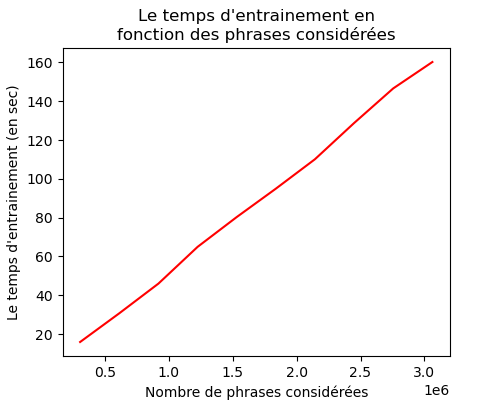 Le temps d'entrainement en
fonction des phrases considérées
Le temps d'entrainement (en sec)
160
140
120
100
80
60
40
20
0.5 1.0 1.5 2.0 2.5 3.0
1e6
Nombre de phrases considérées